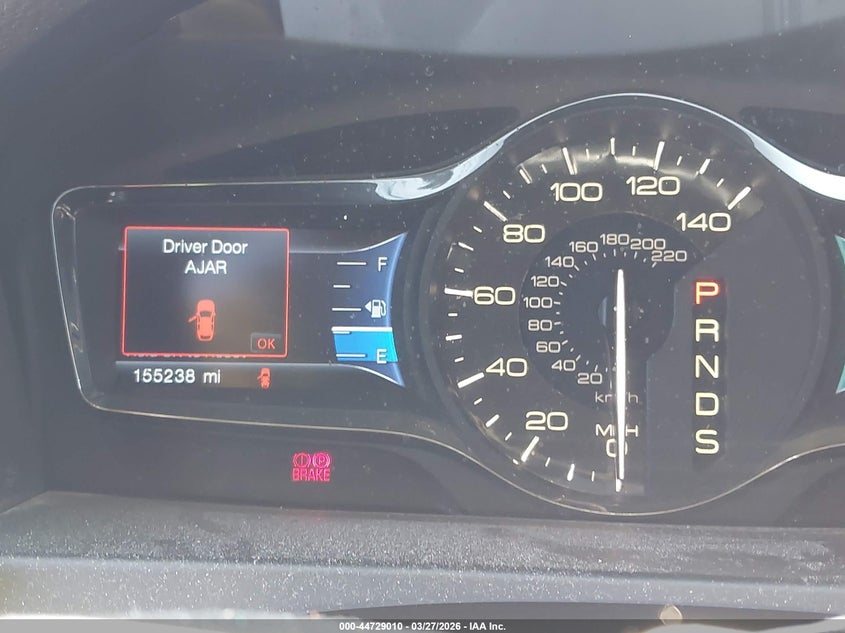 Driver Door
AJAR
OK
155238 mi
F
E
BRAKE
P
0
20
40
60
80
100
120
140
MPH
20
40
60
80
100
120
140
160
180
200
220
km/h
P
R
N
D
S
000-44729010 - 03/27/2026 - IAA Inc.